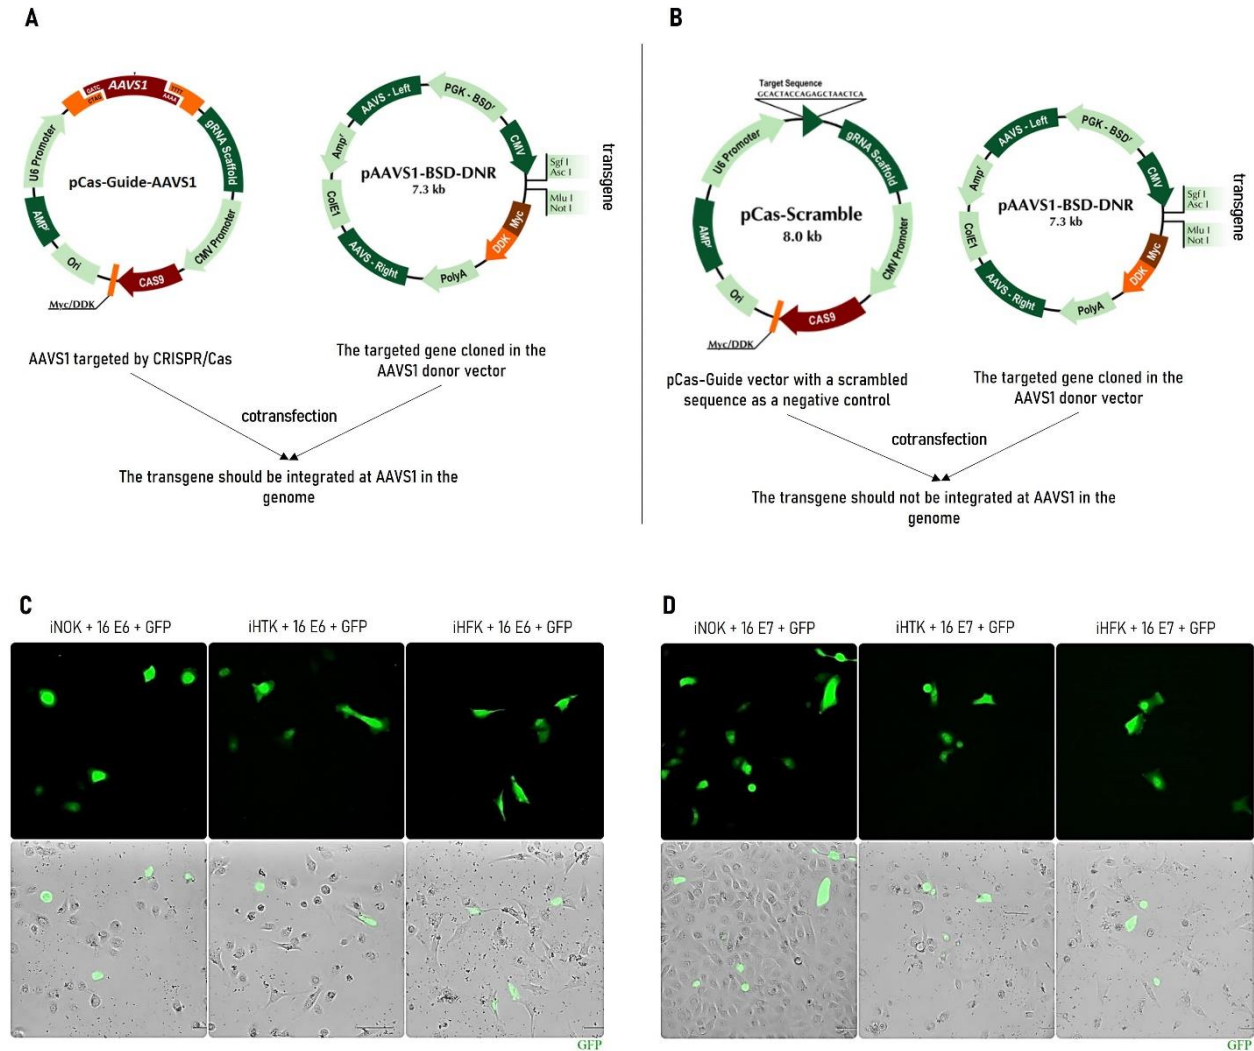 A
AAVS1
GATC
CTAG
TTTT
AAAA
U6 Promoter
gRNA Scaffold
pCas-Guide-AAVS1
AMPr
CMV Promoter
Ori
CAS9
Myc/DDK
AAVS - Left
PGK - BSDr
Ampr
CMV
Sgf I
Asc I
transgene
pAAVS1-BSD-DNR
7.3 kb
Mlu I
Not I
ColE1
Myc
DDK
AAVS - Right
PolyA
AAVS1 targeted by CRISPR/Cas
The targeted gene cloned in the
AAVS1 donor vector
cotransfection
The transgene should be integrated at AAVS1 in the
genome
B
Target Sequence
GCACTACCAGAGCTAACTCA
U6 Promoter
gRNA Scaffold
pCas-Scramble
8.0 kb
AMPr
CMV Promoter
Ori
CAS9
Myc/DDK
AAVS - Left
PGK - BSDr
Ampr
CMV
Sgf I
Asc I
transgene
pAAVS1-BSD-DNR
7.3 kb
Mlu I
Not I
ColE1
Myc
DDK
AAVS - Right
PolyA
pCas-Guide vector with a scrambled
sequence as a negative control
The targeted gene cloned in the
AAVS1 donor vector
cotransfection
The transgene should not be integrated at AAVS1 in the
genome
C
iNOK + 16 E6 + GFP
iHTK + 16 E6 + GFP
iHFK + 16 E6 + GFP
GFP
D
iNOK + 16 E7 + GFP
iHTK + 16 E7 + GFP
iHFK + 16 E7 + GFP
GFP